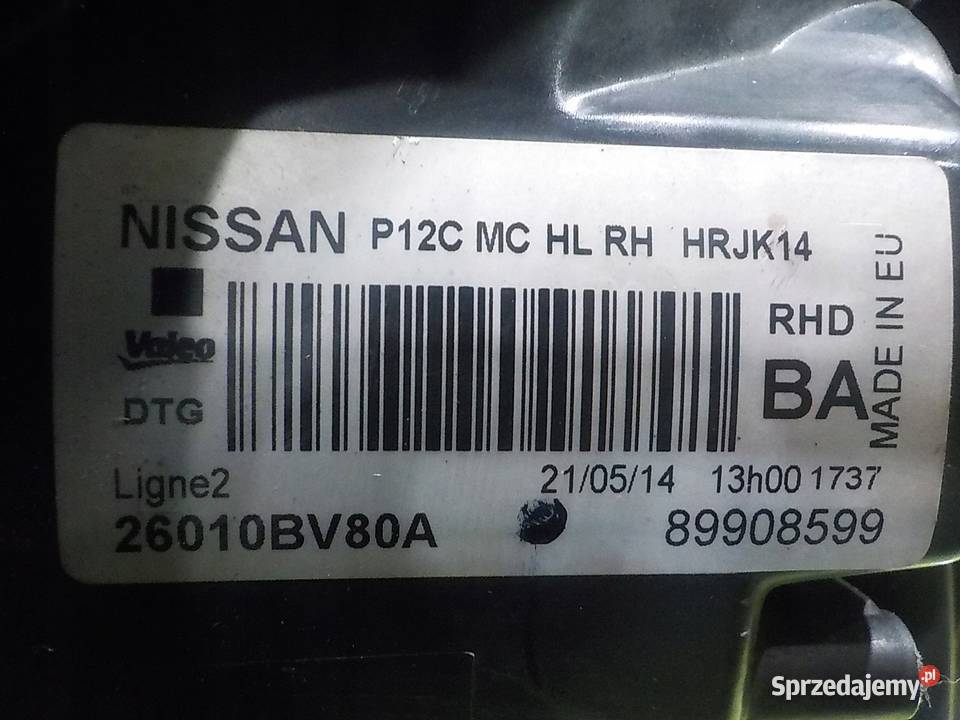 NISSAN P12C MC HL RH HRJK14
Valeo
DTG
RHD
BA
MADE IN EU
Ligne2 21/05/14 13h00 1737
26010BV80A 89908599
Sprzedajemy.pl